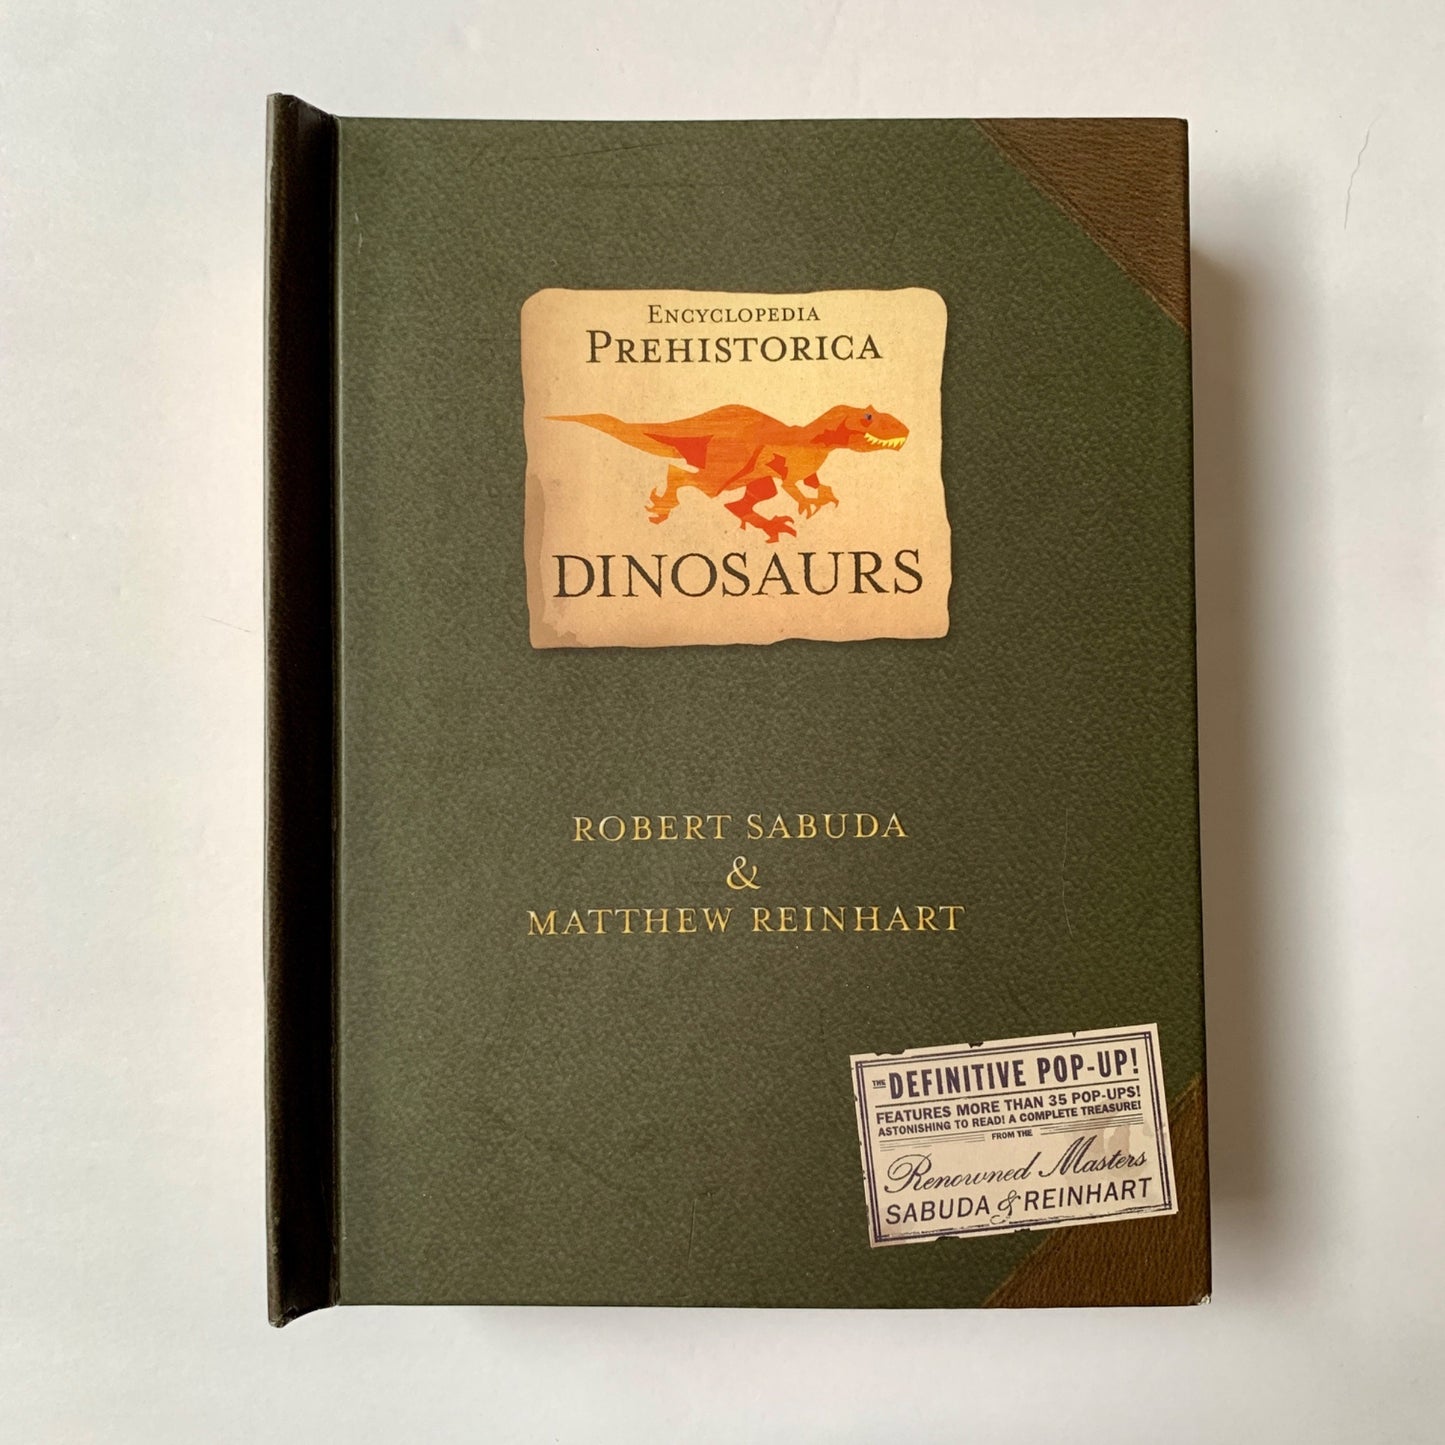 ENCYCLOPEDIA
PREHISTORICA
DINOSAURS
ROBERT SABUDA
&
MATTHEW REINHART
THE DEFINITIVE POP-UP!
FEATURES MORE THAN 35 POP-UPS!
ASTONISHING TO READ! A COMPLETE TREASURE!
FROM THE
Renowned Masters
SABUDA & REINHART